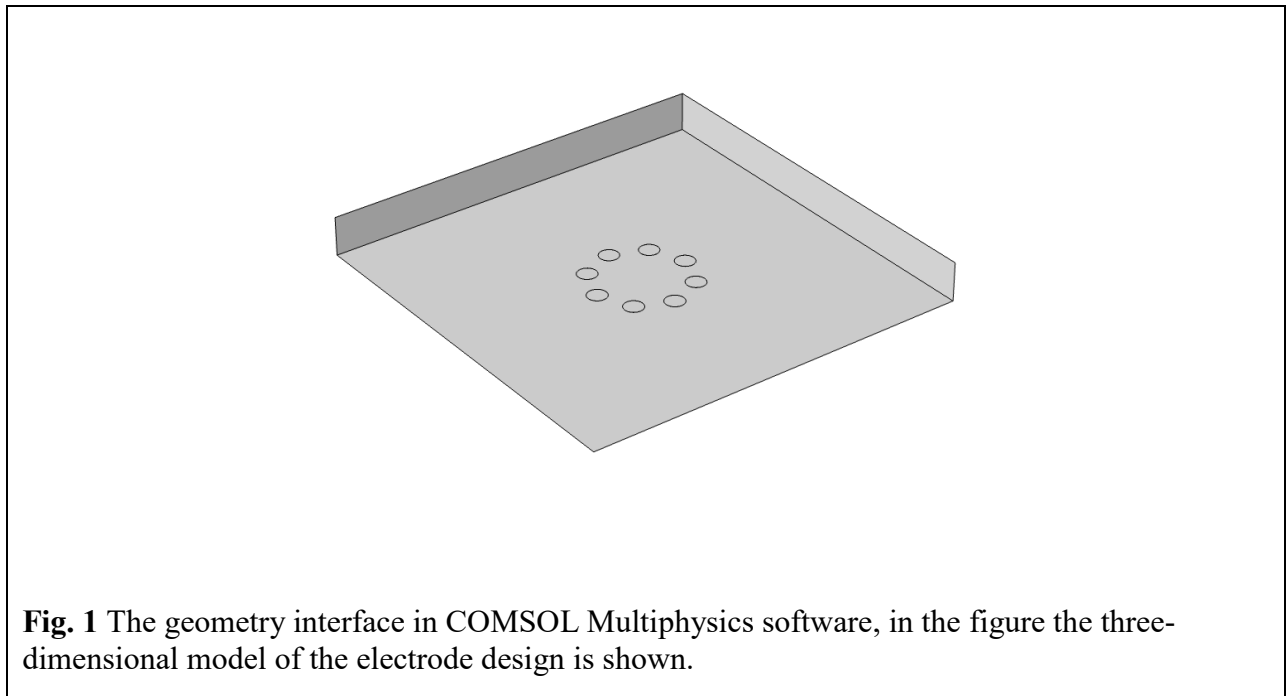 Fig. 1 The geometry interface in COMSOL Multiphysics software, in the figure the three-
dimensional model of the electrode design is shown.